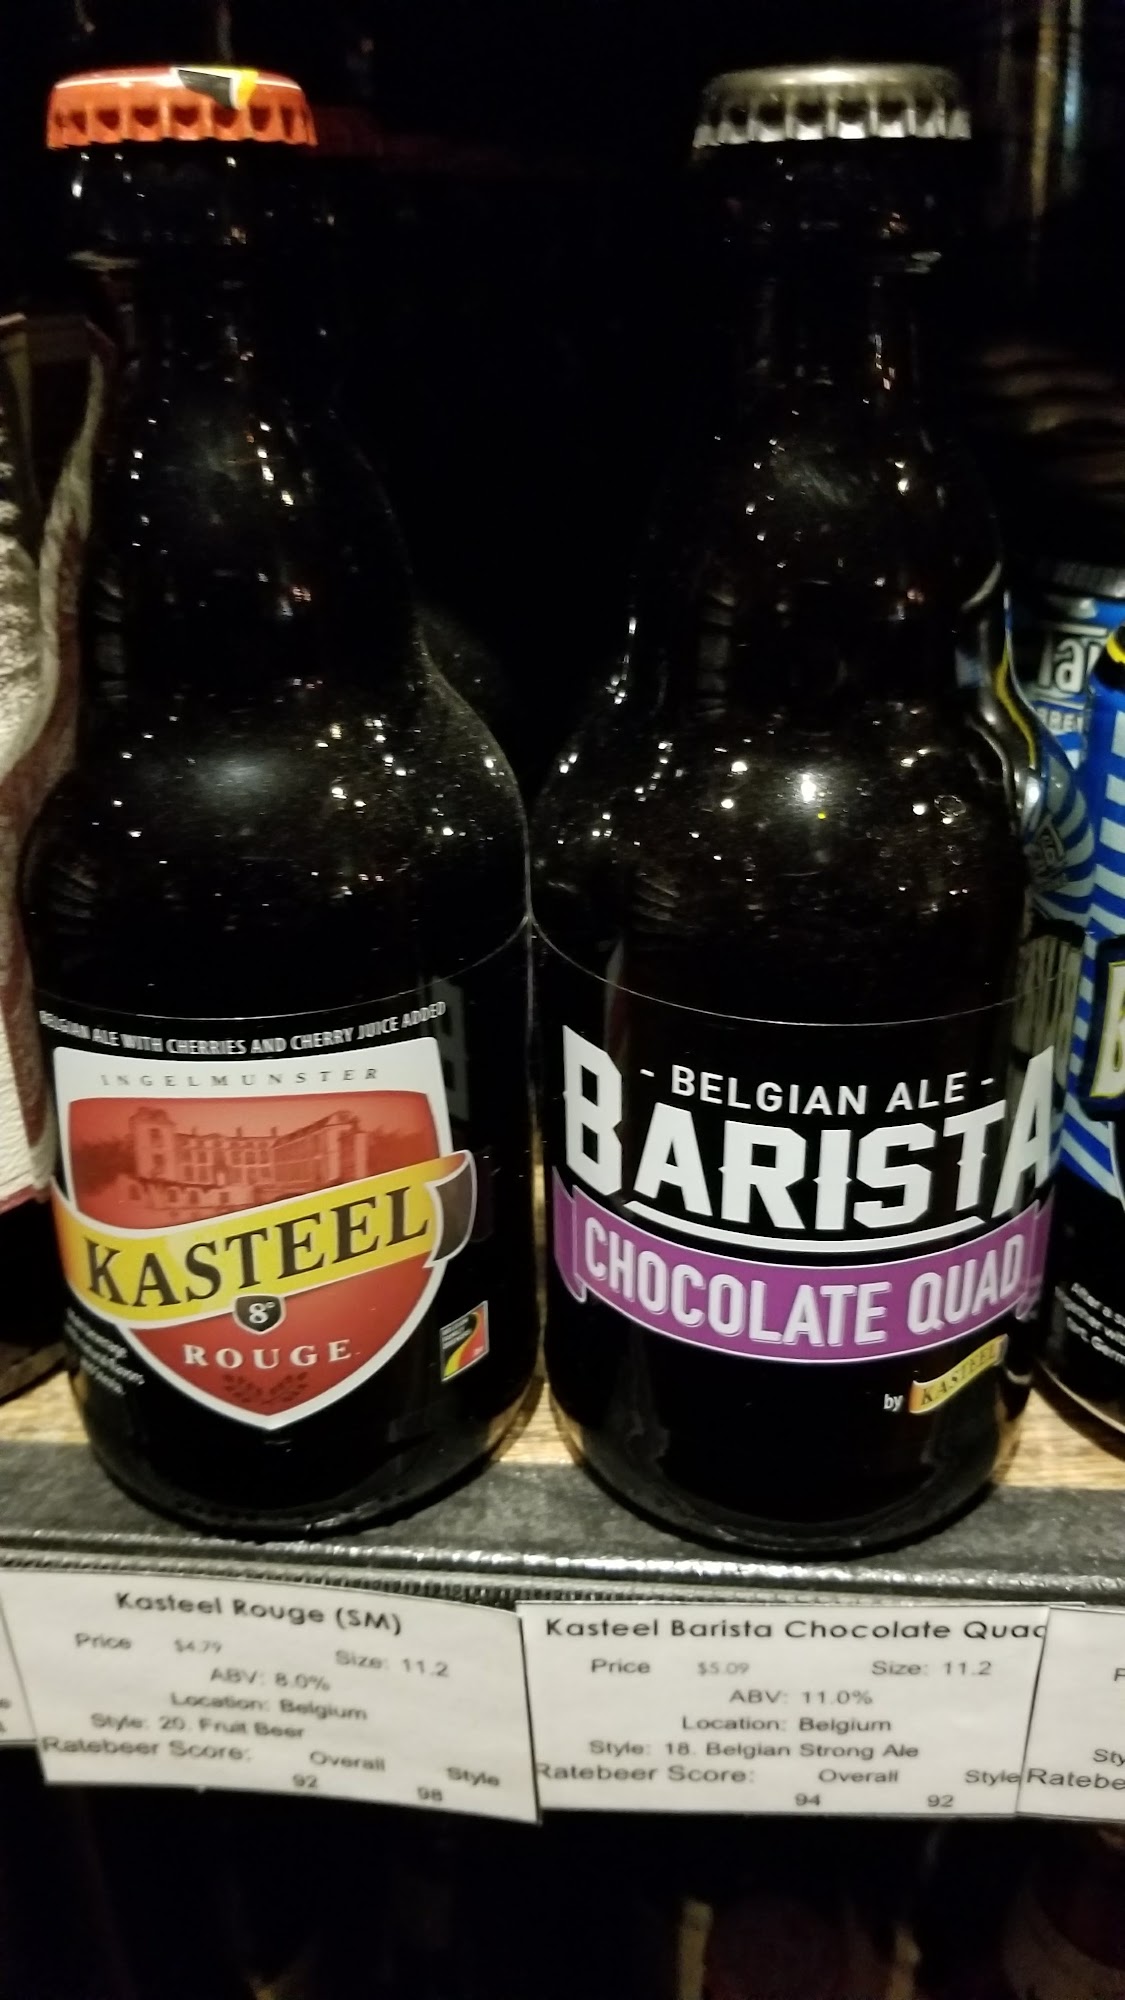 BELGIAN ALE WITH CHERRIES AND CHERRY JUICE ADDED
INGELMUNSTER
KASTEEL
8°
ROUGE
- BELGIAN ALE -
BARISTA
CHOCOLATE QUAD
by KASTEEL
Kasteel Rouge (SM)
Price $4.79 Size: 11.2
ABV: 8.0%
Location: Belgium
Style: 20. Fruit Beer
Ratebeer Score: Overall Style
92 98
Kasteel Barista Chocolate Quad
Price $5.09 Size: 11.2
ABV: 11.0%
Location: Belgium
Style: 18. Belgian Strong Ale
Ratebeer Score: Overall Style
94 92
Sty
Ratebe